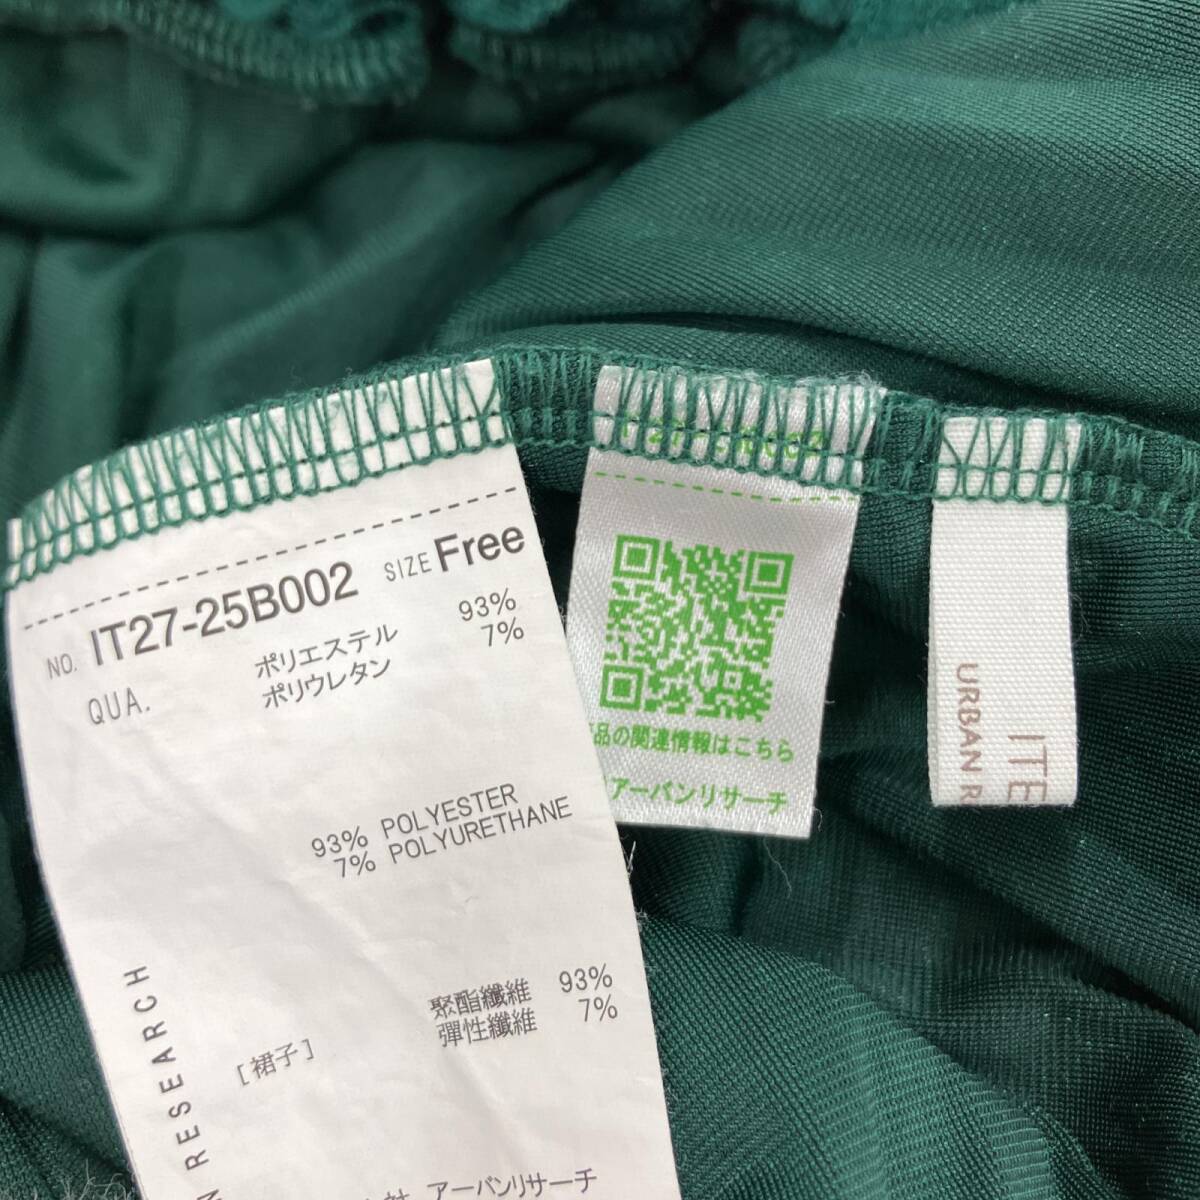 NO. IT27-25B002 SIZE Free
QUA.
ポリエステル 93%
ポリウレタン 7%
93% POLYESTER
7% POLYURETHANE
聚酯纖維 93%
彈性纖維 7%
[裙子]
RESEARCH
アーバンリサーチ
品の関連情報はこちら
アーバンリサーチ
ITE
URBAN R